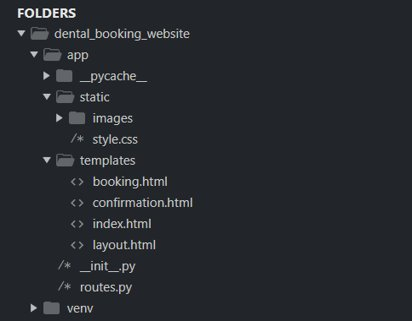 FOLDERS
dental_booking_website
app
__pycache__
static
images
/* style.css
templates
<> booking.html
<> confirmation.html
<> index.html
<> layout.html
/* __init__.py
/* routes.py
venv